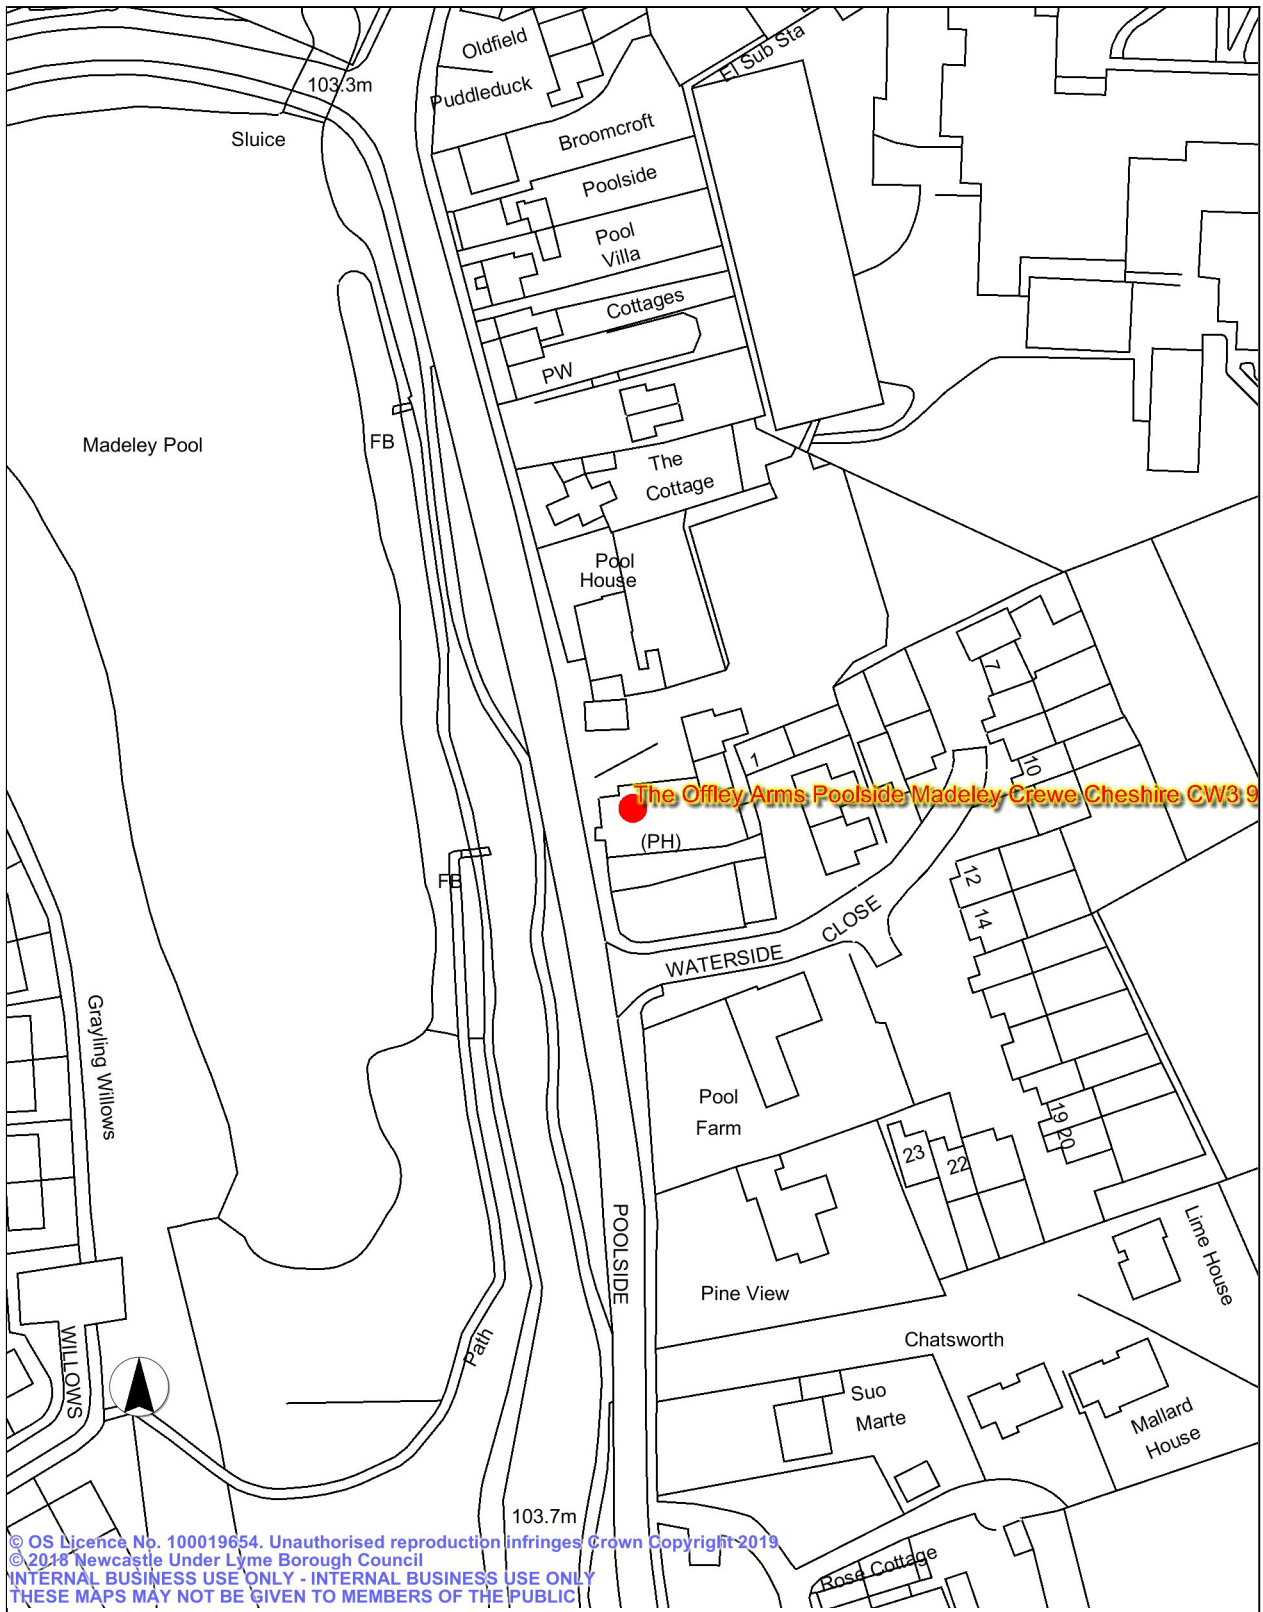 Oldfield
El Sub Sta
103.3m
Puddleduck
Sluice
Broomcroft
Poolside
Pool
Villa
Cottages
PW
Madeley Pool
FB
The
Cottage
Pool
House
7
1
10
The Offley Arms Poolside Madeley Crewe Cheshire CW3 9
(PH)
FB
12
14
CLOSE
WATERSIDE
Grayling Willows
Pool
Farm
19
20
23
22
POOLSIDE
Lime House
Pine View
Path
Chatsworth
WILLOWS
Suo
Marte
Mallard
House
103.7m
Rose Cottage
© OS Licence No. 100019654. Unauthorised reproduction infringes Crown Copyright 2019
© 2018 Newcastle Under Lyme Borough Council
INTERNAL BUSINESS USE ONLY - INTERNAL BUSINESS USE ONLY
THESE MAPS MAY NOT BE GIVEN TO MEMBERS OF THE PUBLIC